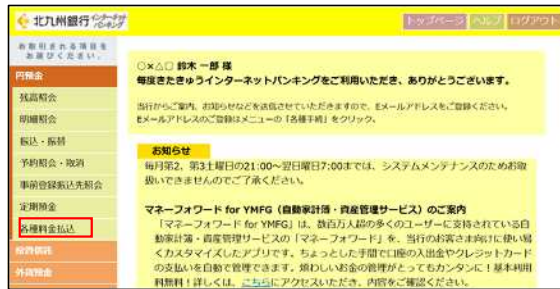 北九州銀行 インターネットバンキング
トップページ ヘルプ ログアウト
お取引される項目を
お選びください。
円預金
残高照会
明細照会
振込・振替
予約照会・取消
事前登録振込先照会
定期預金
各種料金払込
投資信託
外貨預金
○×△□ 鈴木 一郎 様
毎度きたきゅうインターネットバンキングをご利用いただき、ありがとうございます。
当行からご案内、お知らせなどを送信させていただきますので、Eメールアドレスをご登録ください。
Eメールアドレスのご登録はメニューの「各種手続」をクリック。
お知らせ
毎月第2、第3土曜日の21:00～翌日曜日7:00までは、システムメンテナンスのためお取
扱いできませんのでご了承ください。
マネーフォワード for YMFG（自動家計簿・資産管理サービス）のご案内
「マネーフォワード for YMFG」は、数百万人超の多くのユーザーに支持されている自
動家計簿・資産管理サービスの「マネーフォワード」を、当行のお客さま向けに使い易
くカスタマイズしたアプリです。ちょっとした手間で口座の入出金やクレジットカード
の支払いを自動で管理できます。煩わしいお金の管理がとってもカンタンに！基本利用
料無料！詳しくは、こちらにアクセスいただき、内容をご確認ください。